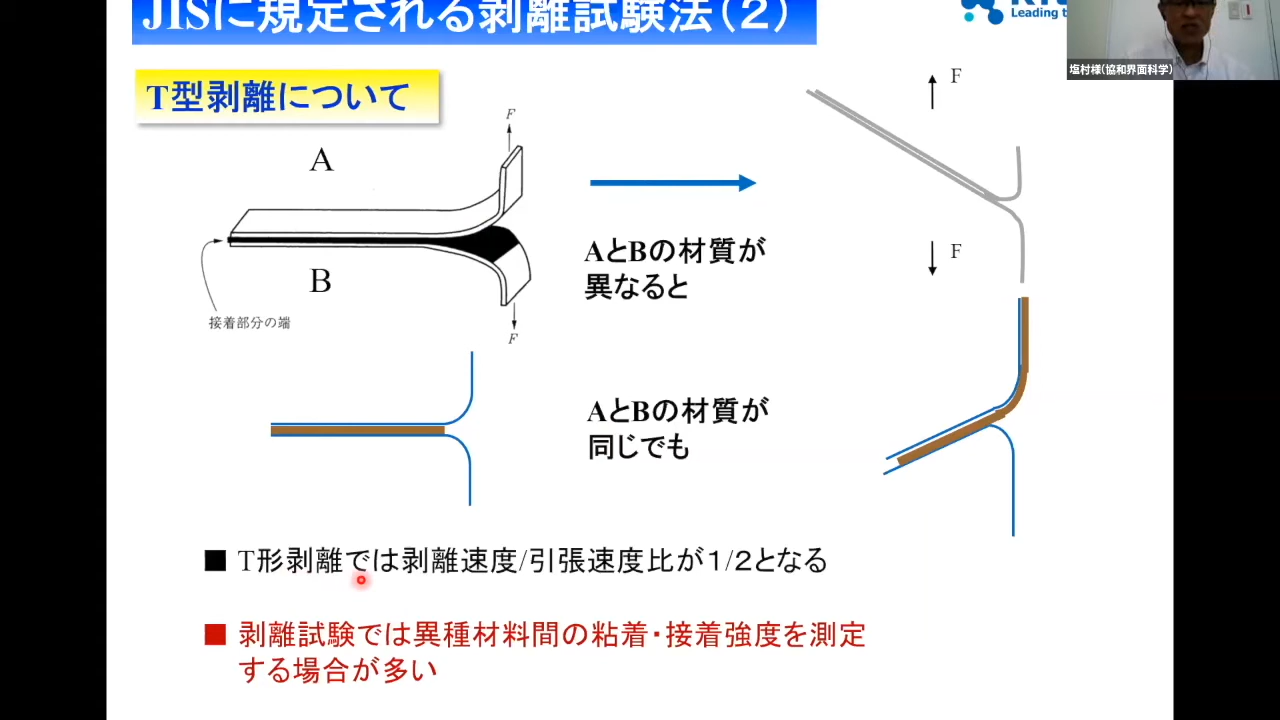 JISに規定される剥離試験法(2)
Leading t
塩村様(協和界面科学)
T型剥離について
F
A
B
接着部分の端
F
AとBの材質が
異なると
F
F
AとBの材質が
同じでも
■ T形剥離では剥離速度/引張速度比が1/2となる
■ 剥離試験では異種材料間の粘着・接着強度を測定
する場合が多い